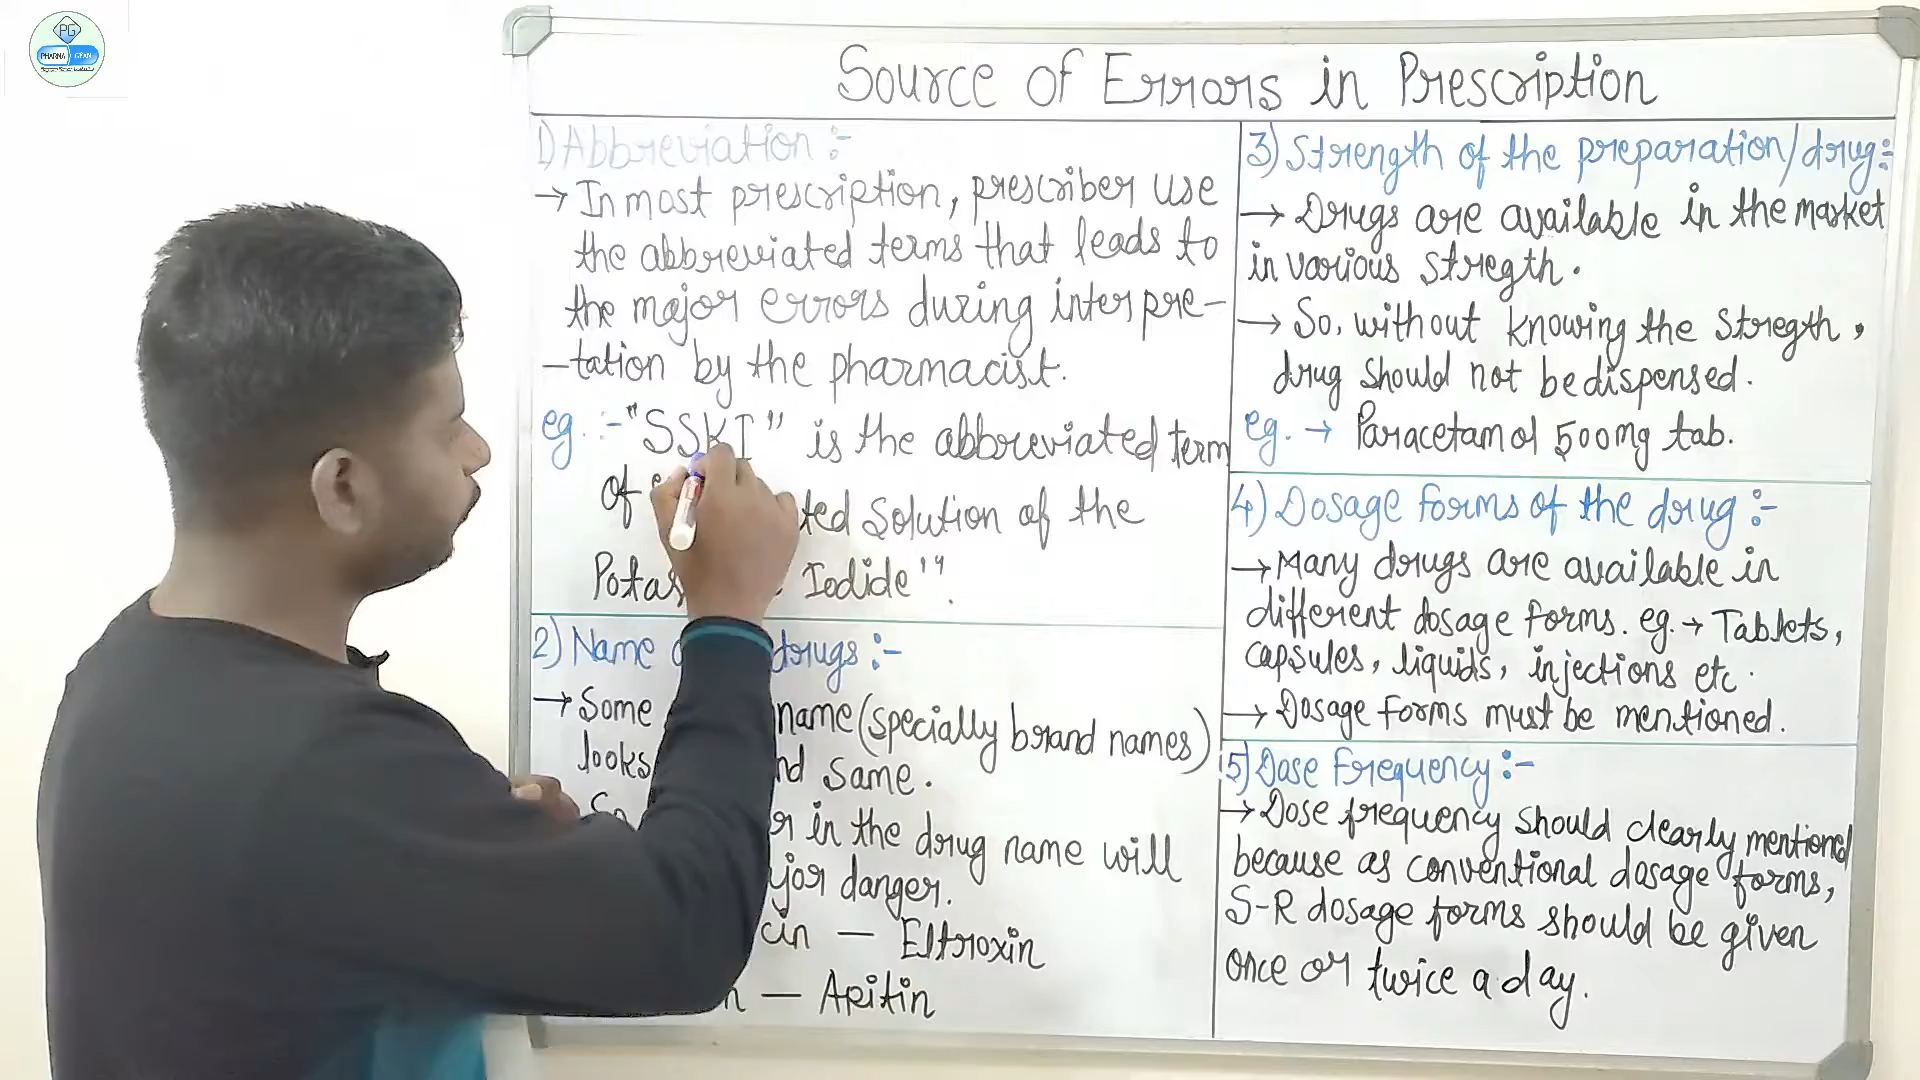 PG
PHARMA
Source of Errors in Prescription
1) Abbreviation :-
→ In most prescription, prescriber use
the abbreviated terms that leads to
the major errors during interpre-
-tation by the pharmacist.
eg. :- "SSKI" is the abbreviated term
of ted Solution of the
Potas Iodide".
2) Name drugs :-
→ Some name (specially brand names)
looks nd same.
in the drug name will
jor danger.
cin — Eltroxin
n — Apitin
3) Strength of the preparation/drug :-
→ Drugs are available in the market
in various stregth.
→ So, without knowing the stregth,
drug should not be dispensed.
eg. → Paracetamol 500mg tab.
4) Dosage forms of the drug :-
→ Many drugs are available in
different dosage forms. eg. → Tablets,
capsules, liquids, injections etc.
→ Dosage forms must be mentioned.
5) Dose Frequency :-
→ Dose frequency should clearly mentioned
because as conventional dosage forms,
S-R dosage forms should be given
once or twice a day.